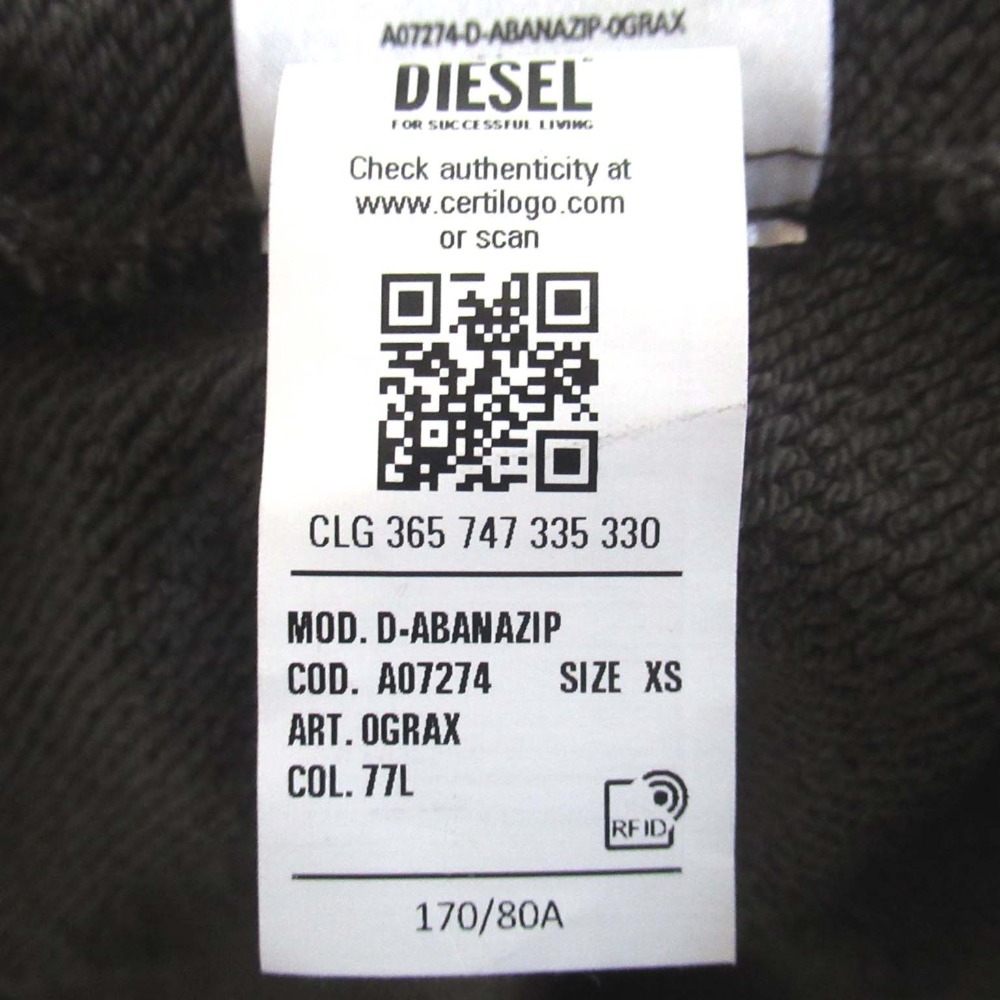 A07274-D-ABANAZIP-0GRAX
DIESEL
FOR SUCCESSFUL LIVING
Check authenticity at
www.certilogo.com
or scan
CLG 365 747 335 330
MOD. D-ABANAZIP
COD. A07274 SIZE XS
ART. 0GRAX
COL. 77L
RFID
170/80A